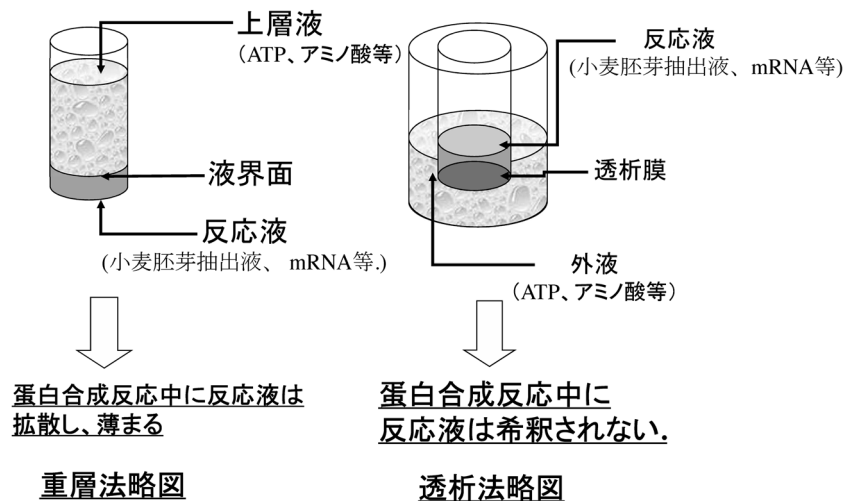 上層液
(ATP、アミノ酸等)
液界面
反応液
(小麦胚芽抽出液、 mRNA等.)
蛋白合成反応中に反応液は
拡散し、薄まる
重層法略図
反応液
(小麦胚芽抽出液、mRNA等)
透析膜
外液
(ATP、アミノ酸等)
蛋白合成反応中に
反応液は希釈されない.
透析法略図